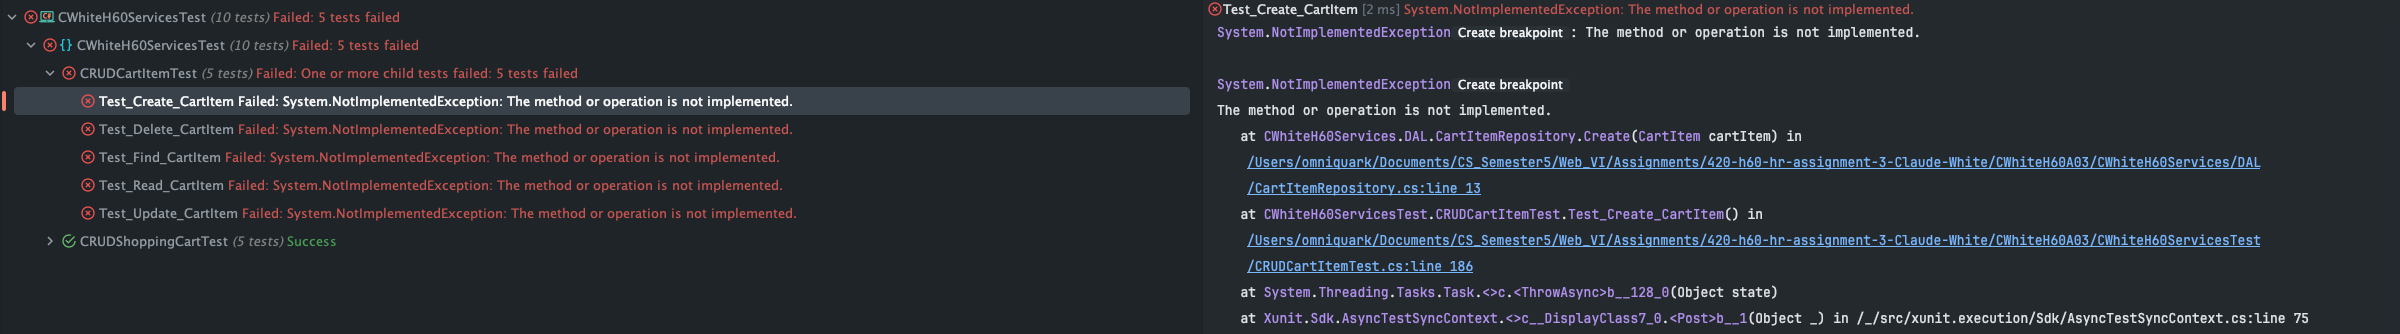 CWhiteH60ServicesTest (10 tests) Failed: 5 tests failed
CWhiteH60ServicesTest (10 tests) Failed: 5 tests failed
CRUDCartItemTest (5 tests) Failed: One or more child tests failed: 5 tests failed
Test_Create_CartItem Failed: System.NotImplementedException: The method or operation is not implemented.
Test_Delete_CartItem Failed: System.NotImplementedException: The method or operation is not implemented.
Test_Find_CartItem Failed: System.NotImplementedException: The method or operation is not implemented.
Test_Read_CartItem Failed: System.NotImplementedException: The method or operation is not implemented.
Test_Update_CartItem Failed: System.NotImplementedException: The method or operation is not implemented.
CRUDShoppingCartTest (5 tests) Success
Test_Create_CartItem [2 ms] System.NotImplementedException: The method or operation is not implemented.
System.NotImplementedException Create breakpoint : The method or operation is not implemented.
System.NotImplementedException Create breakpoint
The method or operation is not implemented.
at CWhiteH60Services.DAL.CartItemRepository.Create(CartItem cartItem) in
/Users/omniquark/Documents/CS_Semester5/Web_VI/Assignments/420-h60-hr-assignment-3-Claude-White/CWhiteH60A03/CWhiteH60Services/DAL
/CartItemRepository.cs:line 13
at CWhiteH60ServicesTest.CRUDCartItemTest.Test_Create_CartItem() in
/Users/omniquark/Documents/CS_Semester5/Web_VI/Assignments/420-h60-hr-assignment-3-Claude-White/CWhiteH60A03/CWhiteH60ServicesTest
/CRUDCartItemTest.cs:line 186
at System.Threading.Tasks.Task.<>c.<ThrowAsync>b__128_0(Object state)
at Xunit.Sdk.AsyncTestSyncContext.<>c__DisplayClass7_0.<Post>b__1(Object _) in /_/src/xunit.execution/Sdk/AsyncTestSyncContext.cs:line 75